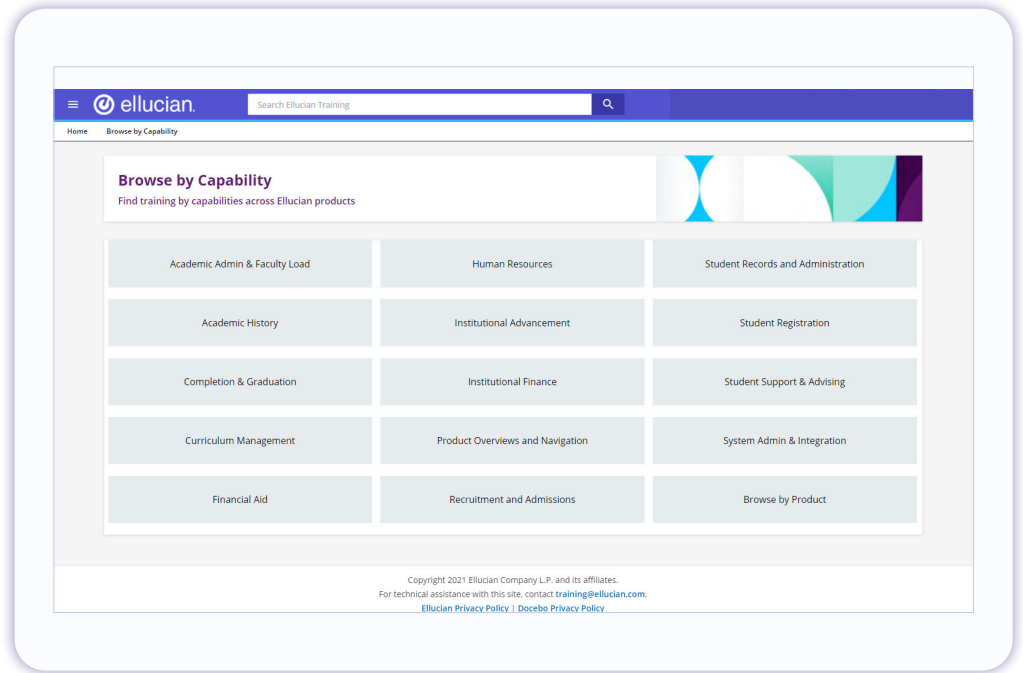 ellucian.
Search Ellucian Training
Home Browse by Capability
Browse by Capability
Find training by capabilities across Ellucian products
Academic Admin & Faculty Load Human Resources Student Records and Administration
Academic History Institutional Advancement Student Registration
Completion & Graduation Institutional Finance Student Support & Advising
Curriculum Management Product Overviews and Navigation System Admin & Integration
Financial Aid Recruitment and Admissions Browse by Product
Copyright 2021 Ellucian Company L.P. and its affiliates.
For technical assistance with this site, contact training@ellucian.com.
Ellucian Privacy Policy | Docebo Privacy Policy